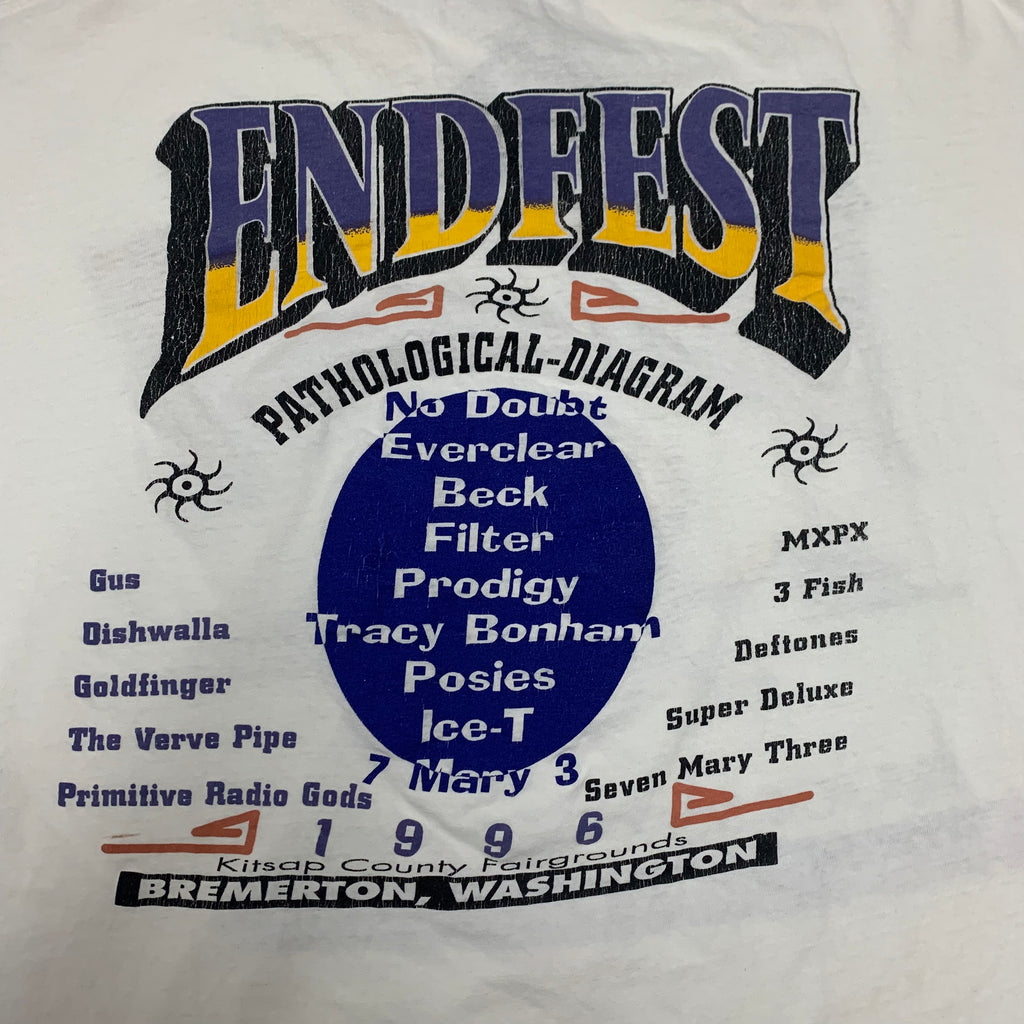 ENDFEST
PATHOLOGICAL-DIAGRAM
No Doubt
Everclear
Beck
Filter
Prodigy
Tracy Bonham
Posies
Ice-T
7 Mary 3
Gus
Dishwalla
Goldfinger
The Verve Pipe
Primitive Radio Gods
MXPX
3 Fish
Deftones
Super Deluxe
Seven Mary Three
1996
Kitsap County Fairgrounds
BREMERTON, WASHINGTON